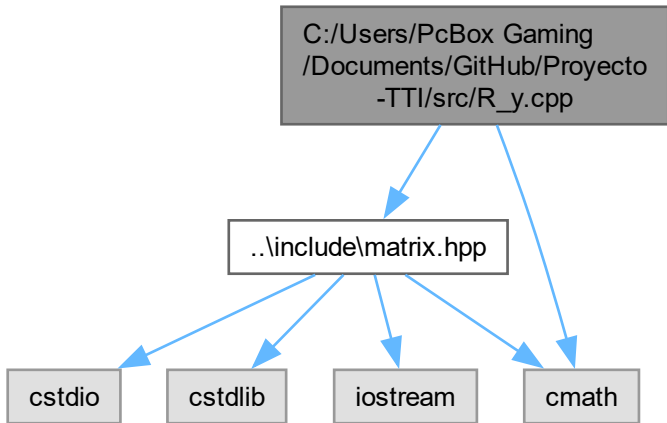 C:/Users/PcBox Gaming
/Documents/GitHub/Proyecto
-TTI/src/R_y.cpp
..\include\matrix.hpp
cstdio
cstdlib
iostream
cmath